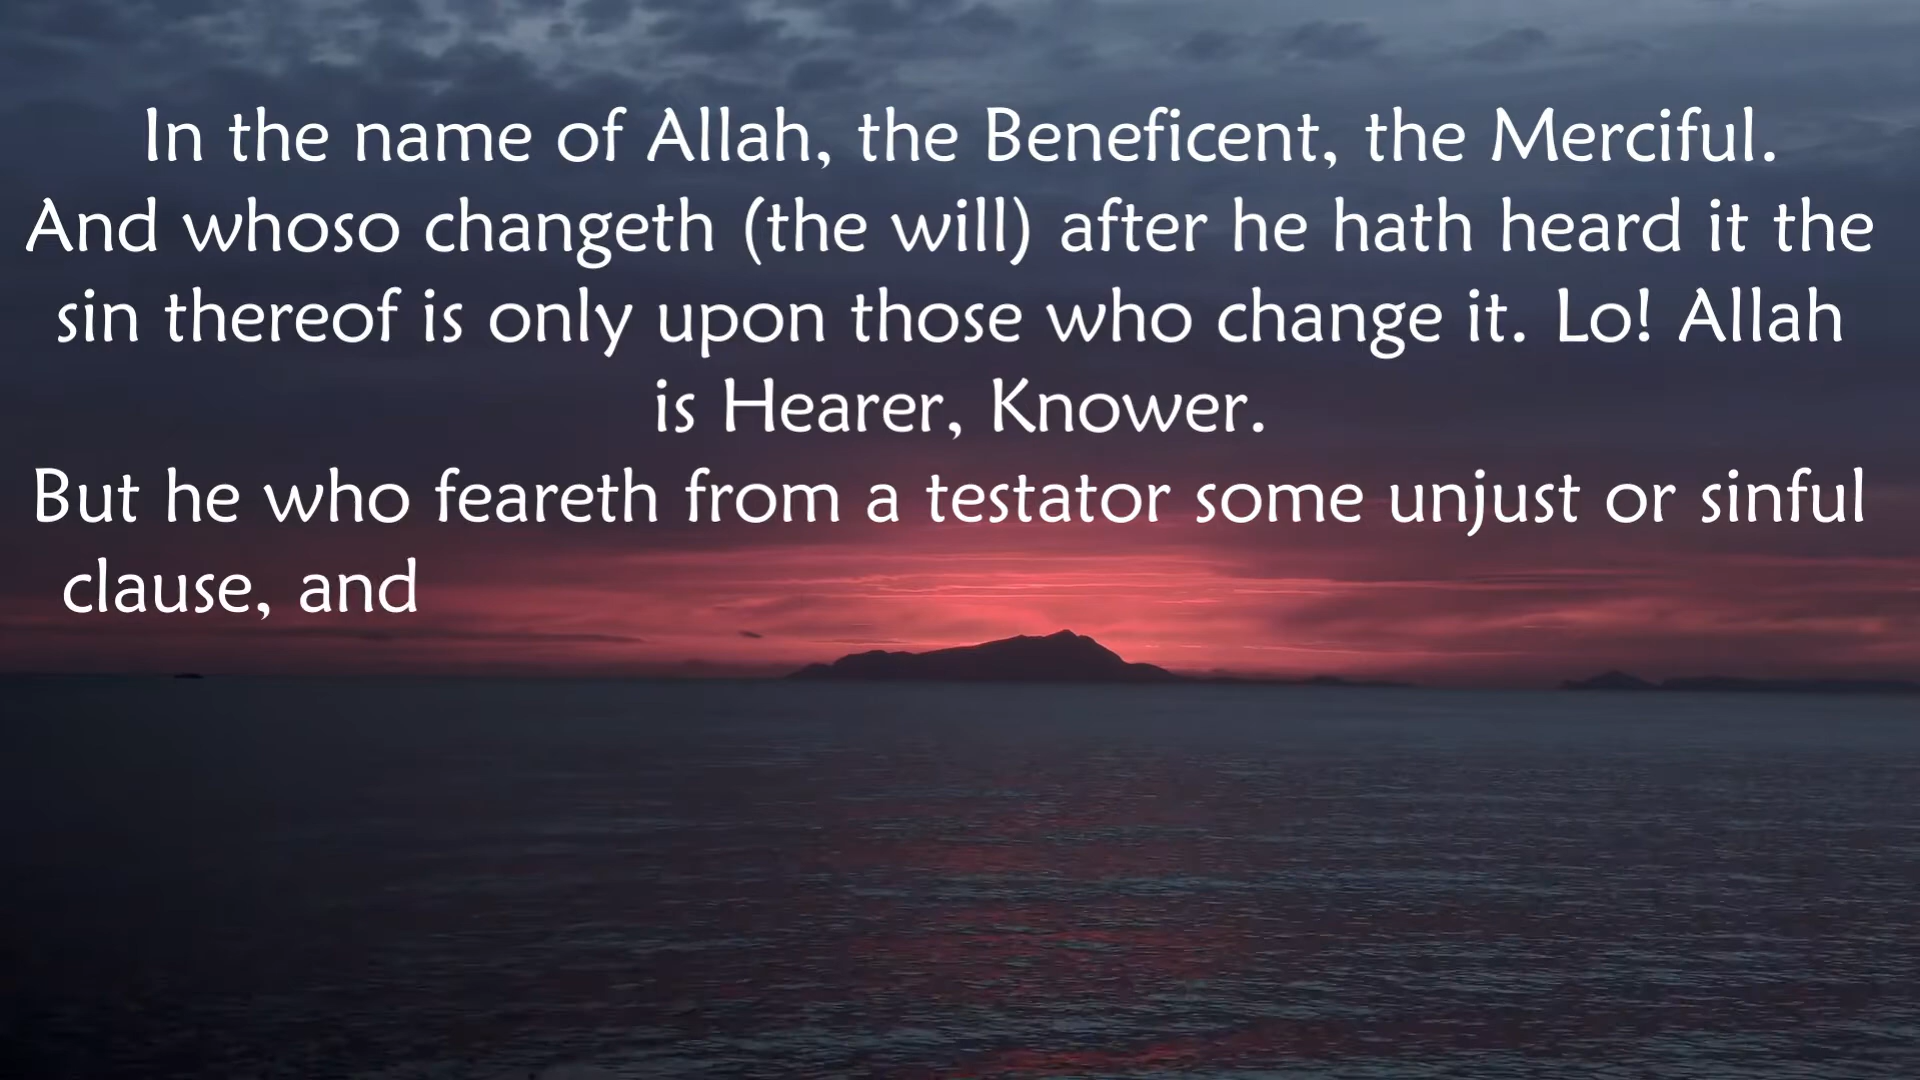 In the name of Allah, the Beneficent, the Merciful.
And whoso changeth (the will) after he hath heard it the
sin thereof is only upon those who change it. Lo! Allah
is Hearer, Knower.
But he who feareth from a testator some unjust or sinful
clause, and